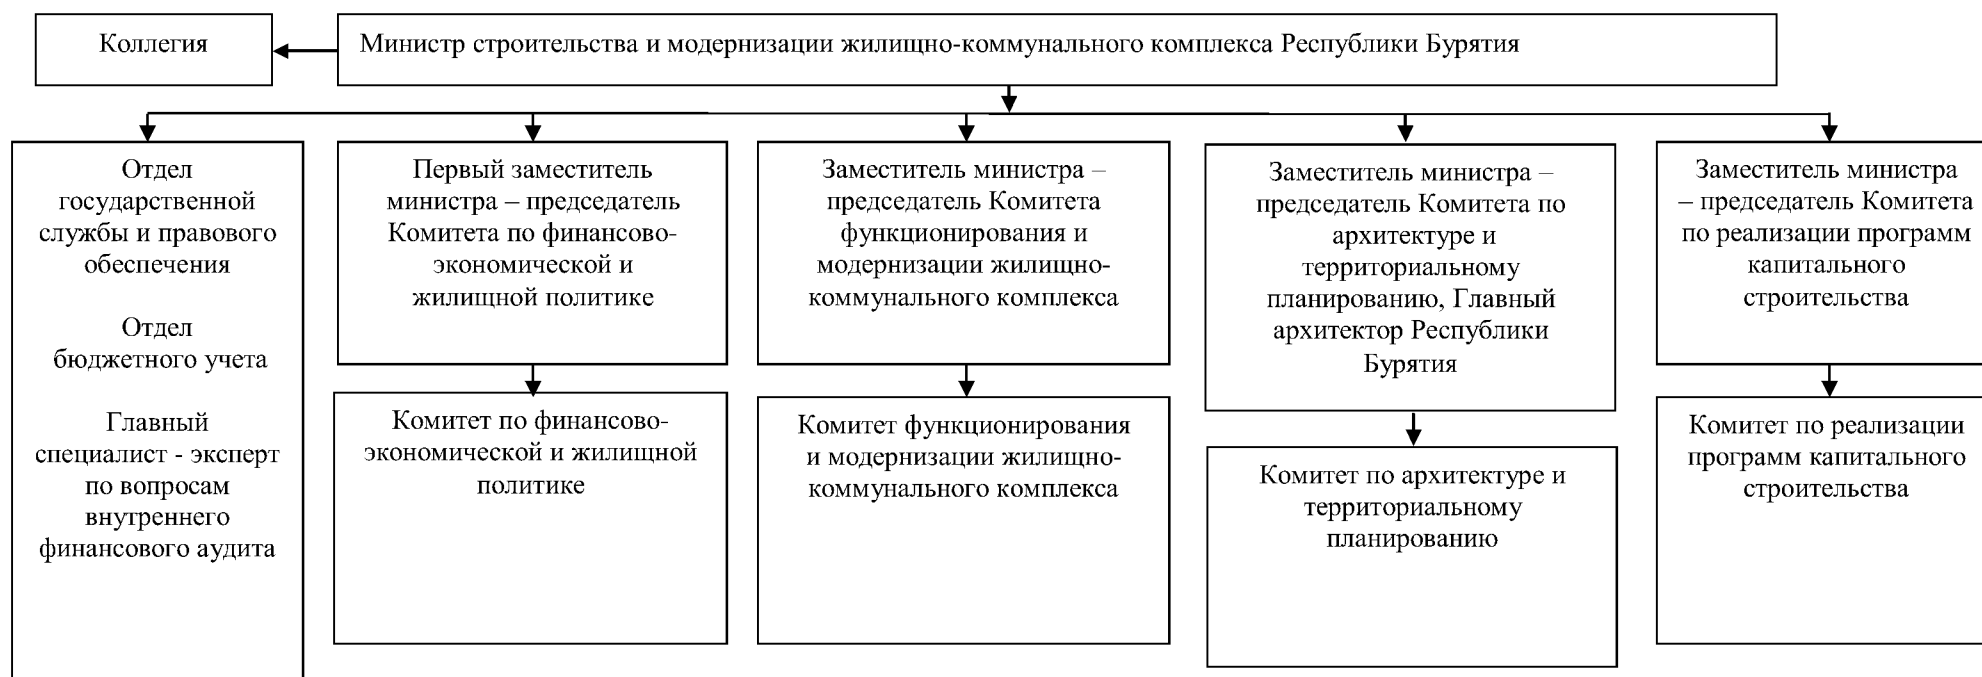 Коллегия
Министр строительства и модернизации жилищно-коммунального комплекса Республики Бурятия
Отдел
государственной
службы и правового
обеспечения
Отдел
бюджетного учета
Главный
специалист - эксперт
по вопросам
внутреннего
финансового аудита
Первый заместитель
министра – председатель
Комитета по финансово-
экономической и
жилищной политике
Комитет по финансово-
экономической и жилищной
политике
Заместитель министра –
председатель Комитета
функционирования и
модернизации жилищно-
коммунального комплекса
Комитет функционирования
и модернизации жилищно-
коммунального комплекса
Заместитель министра –
председатель Комитета по
архитектуре и
территориальному
планированию, Главный
архитектор Республики
Бурятия
Комитет по архитектуре и
территориальному
планированию
Заместитель министра
– председатель Комитета
по реализации программ
капитального
строительства
Комитет по реализации
программ капитального
строительства